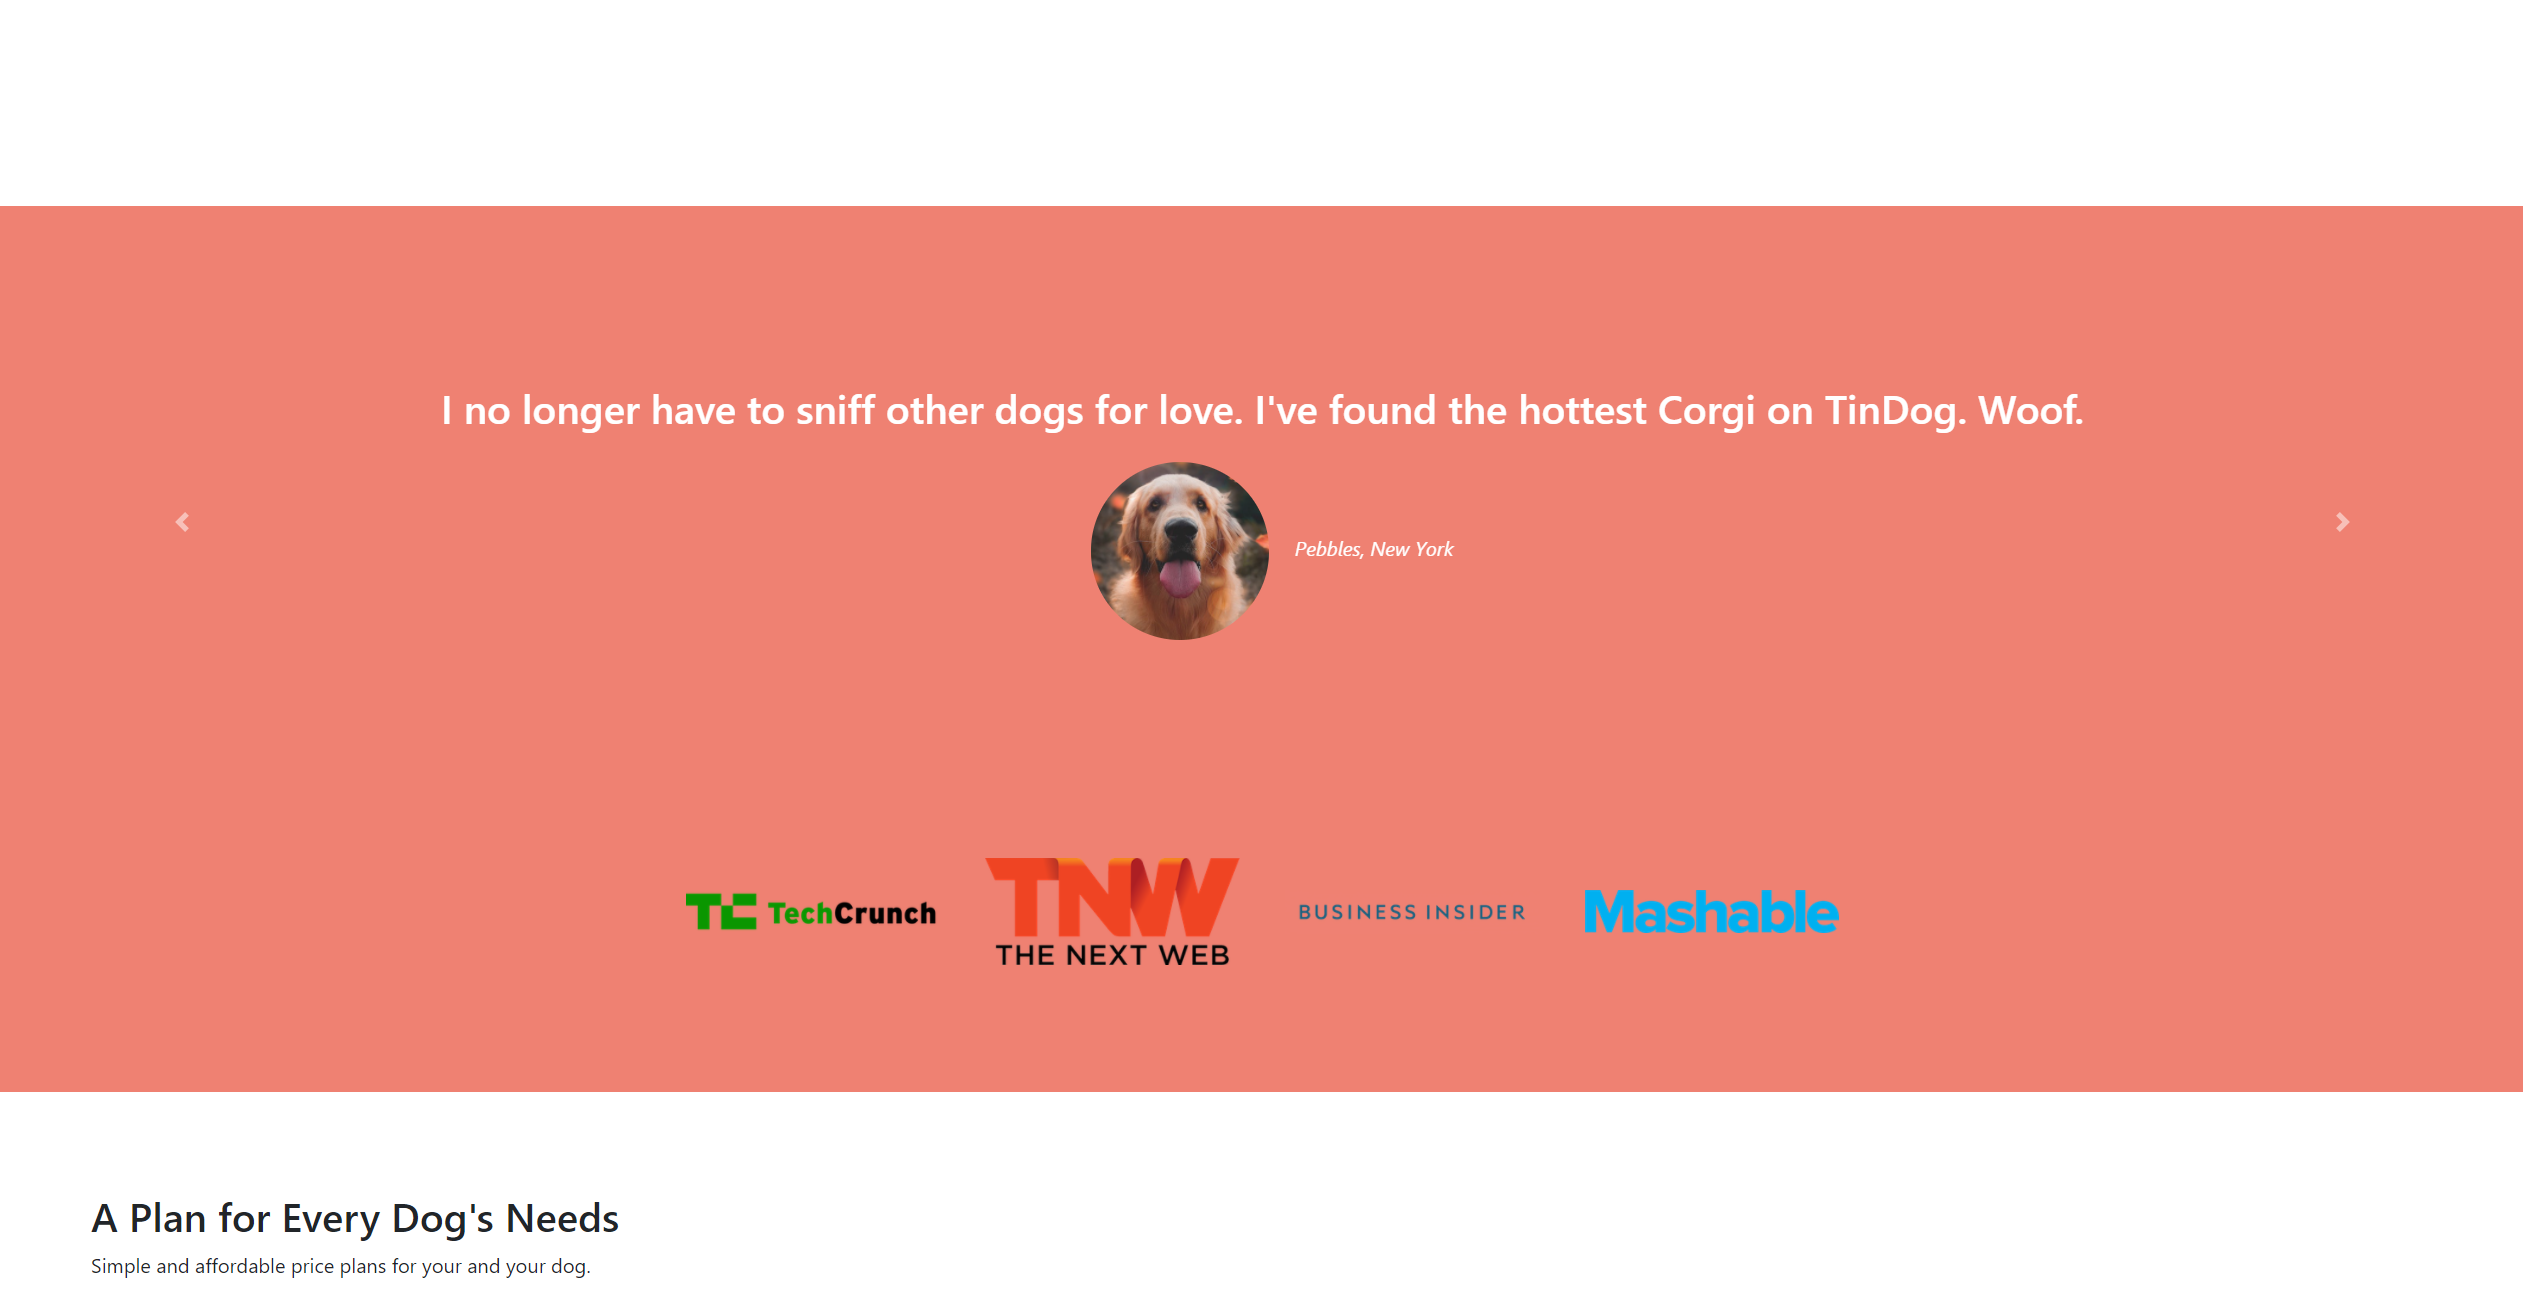 I no longer have to sniff other dogs for love. I've found the hottest Corgi on TinDog. Woof.
Pebbles, New York
TC TechCrunch
TNW
THE NEXT WEB
BUSINESS INSIDER
Mashable
A Plan for Every Dog's Needs
Simple and affordable price plans for your and your dog.